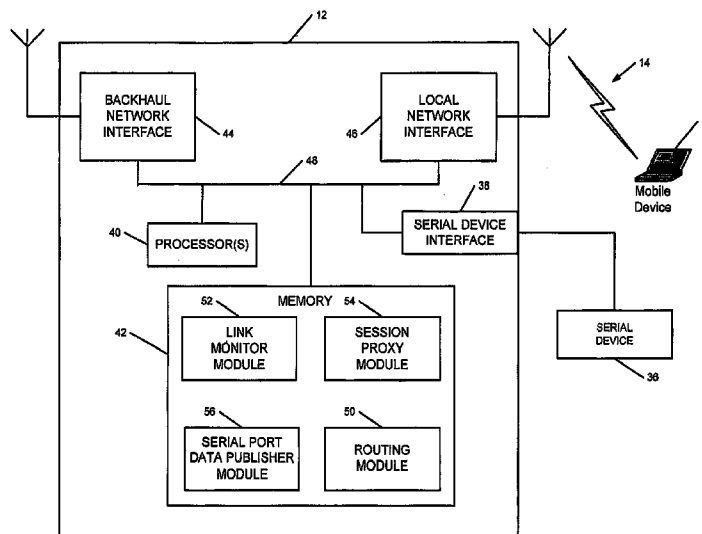 12
BACKHAUL
NETWORK
INTERFACE
44
LOCAL
NETWORK
INTERFACE
46
14
Mobile
Device
48
40
PROCESSOR(S)
38
SERIAL DEVICE
INTERFACE
MEMORY
42
52
LINK
MONITOR
MODULE
54
SESSION
PROXY
MODULE
56
SERIAL PORT
DATA PUBLISHER
MODULE
50
ROUTING
MODULE
SERIAL
DEVICE
36